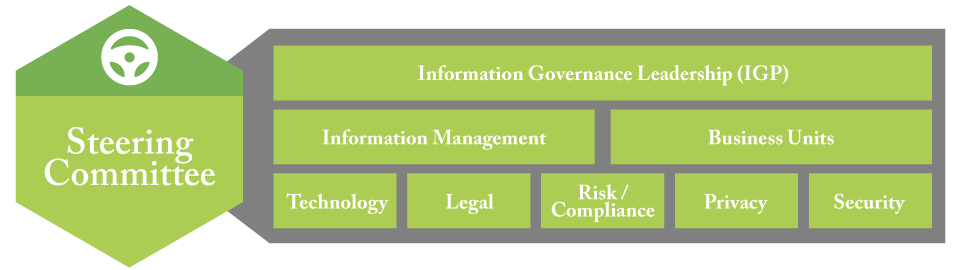 Steering
Committee
Information Governance Leadership (IGP)
Information Management
Business Units
Technology
Legal
Risk /
Compliance
Privacy
Security